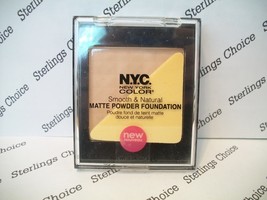 N.Y.C.
NEW YORK
COLOR®
Smooth & Natural
MATTE POWDER FOUNDATION
Poudre fond de teint matte
douce et naturelle
new
Sterlings Choice
Sterlings Choice
Sterlings Choice
Sterlings Choice
Sterlings Choice